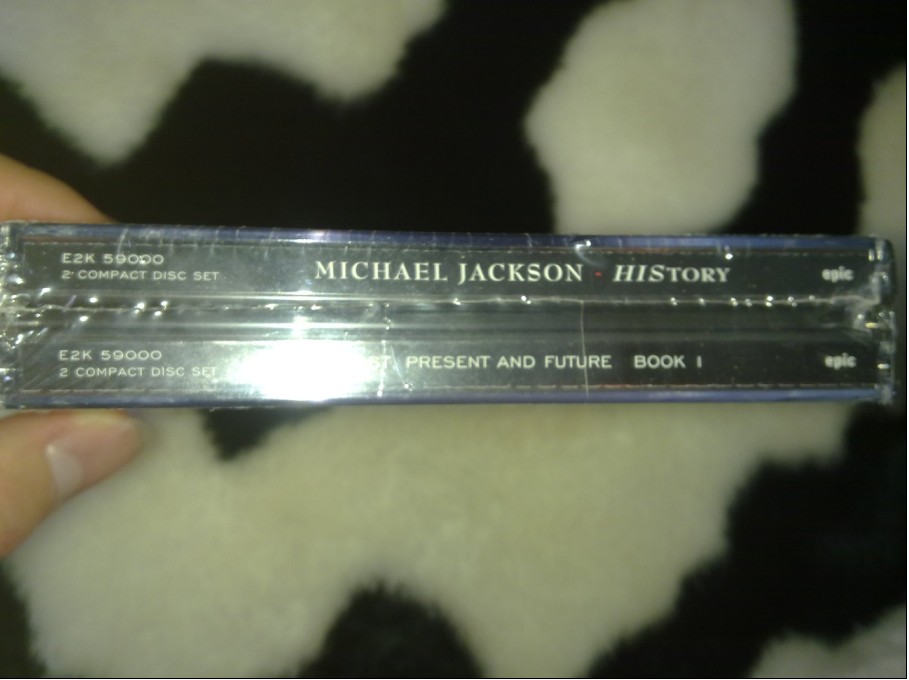 E2K 59000
2 COMPACT DISC SET
MICHAEL JACKSON · HISTORY
epic
E2K 59000
2 COMPACT DISC SET
PRESENT AND FUTURE BOOK I
epic